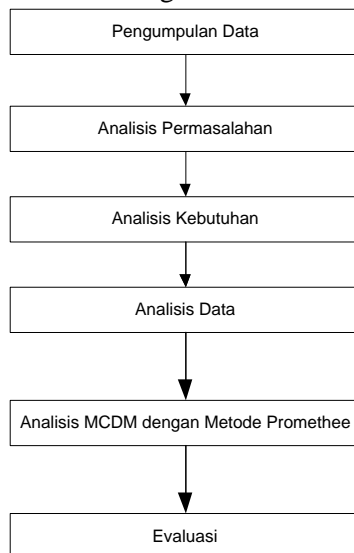 Pengumpulan Data
Analisis Permasalahan
Analisis Kebutuhan
Analisis Data
Analisis MCDM dengan Metode Promethee
Evaluasi